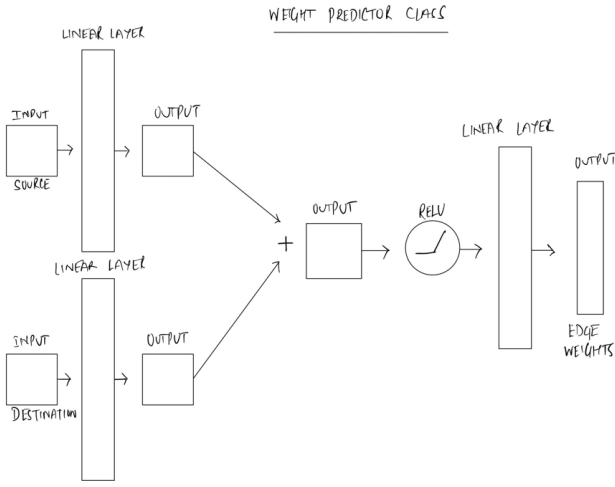 WEIGHT PREDICTOR CLASS
LINEAR LAYER
INPUT
OUTPUT
SOURCE
LINEAR LAYER
INPUT
OUTPUT
DESTINATION
+
OUTPUT
RELU
LINEAR LAYER
OUTPUT
EDGE
WEIGHTS